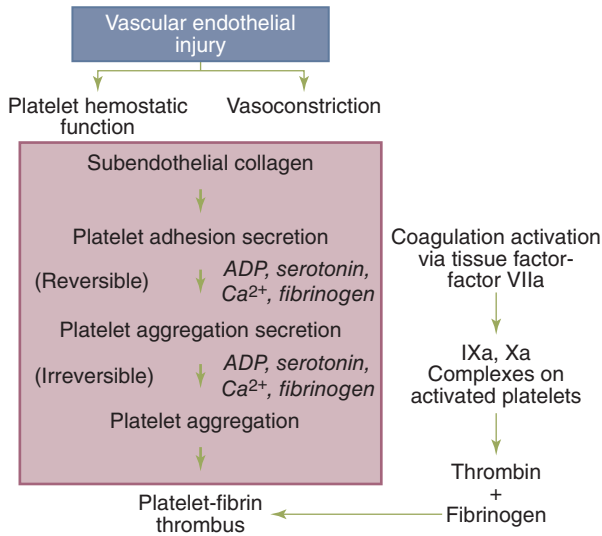 Vascular endothelial
injury
Platelet hemostatic
function
Vasoconstriction
Subendothelial collagen
Platelet adhesion secretion
(Reversible)
ADP, serotonin,
Ca²⁺, fibrinogen
Platelet aggregation secretion
(Irreversible)
ADP, serotonin,
Ca²⁺, fibrinogen
Platelet aggregation
Coagulation activation
via tissue factor-
factor VIIa
IXa, Xa
Complexes on
activated platelets
Thrombin
+
Fibrinogen
Platelet-fibrin
thrombus